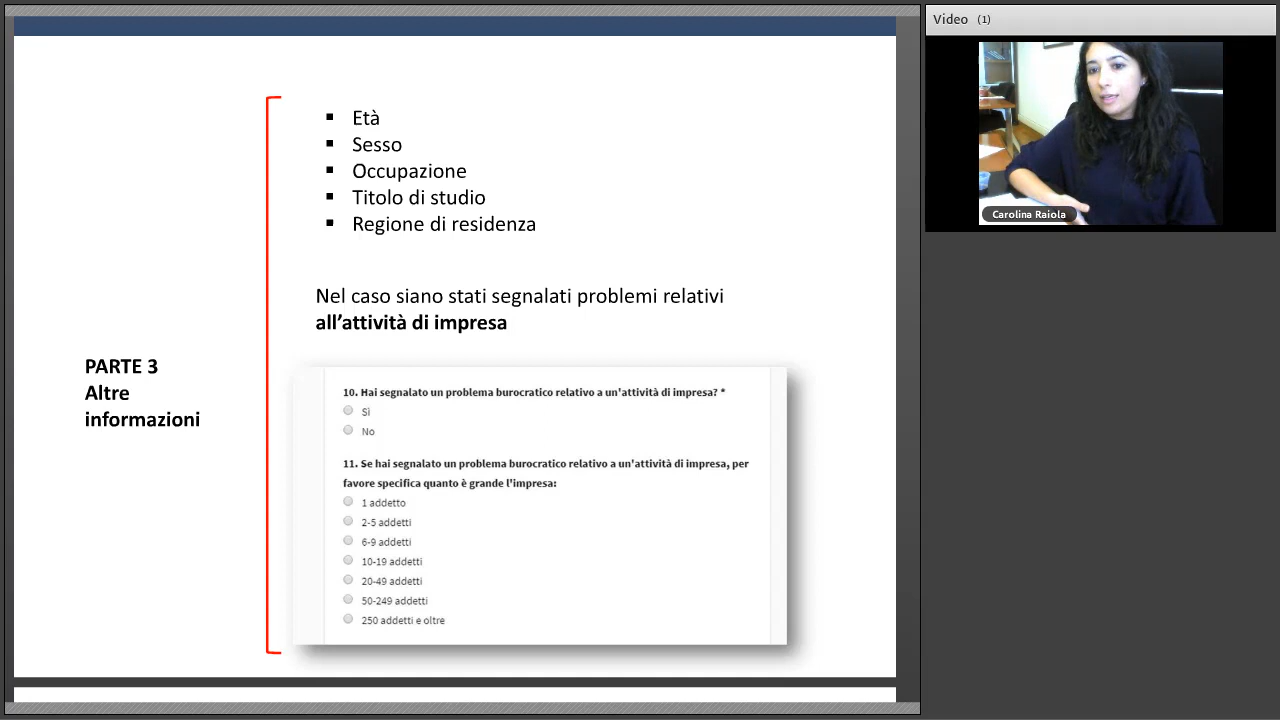 Video (1)
Carolina Raiola
▪ Età
▪ Sesso
▪ Occupazione
▪ Titolo di studio
▪ Regione di residenza
Nel caso siano stati segnalati problemi relativi
all’attività di impresa
PARTE 3
Altre
informazioni
10. Hai segnalato un problema burocratico relativo a un'attività di impresa? *
Sì
No
11. Se hai segnalato un problema burocratico relativo a un'attività di impresa, per
favore specifica quanto è grande l'impresa:
1 addetto
2-5 addetti
6-9 addetti
10-19 addetti
20-49 addetti
50-249 addetti
250 addetti e oltre